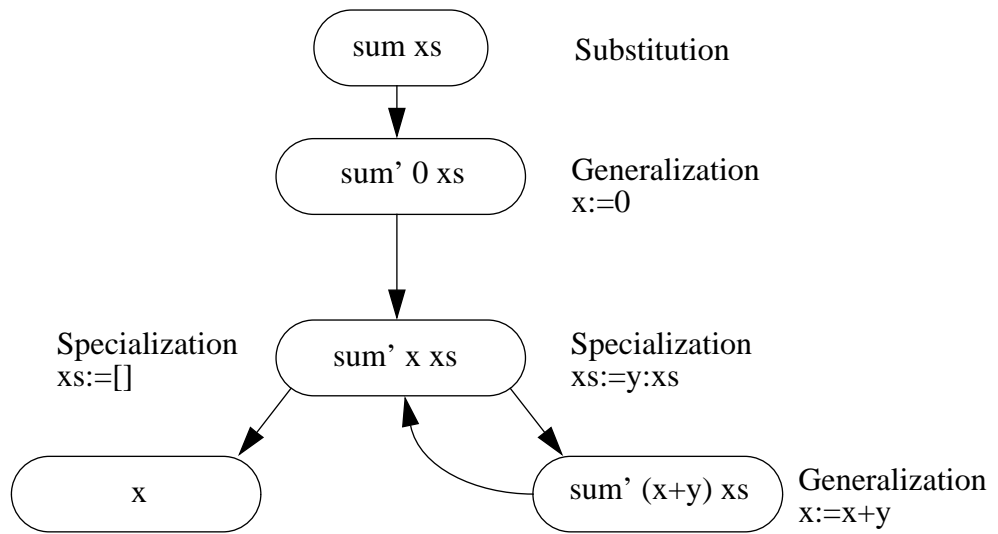 sum xs
Substitution
sum’ 0 xs
Generalization
x:=0
Specialization
xs:=[]
sum’ x xs
Specialization
xs:=y:xs
x
sum’ (x+y) xs
Generalization
x:=x+y